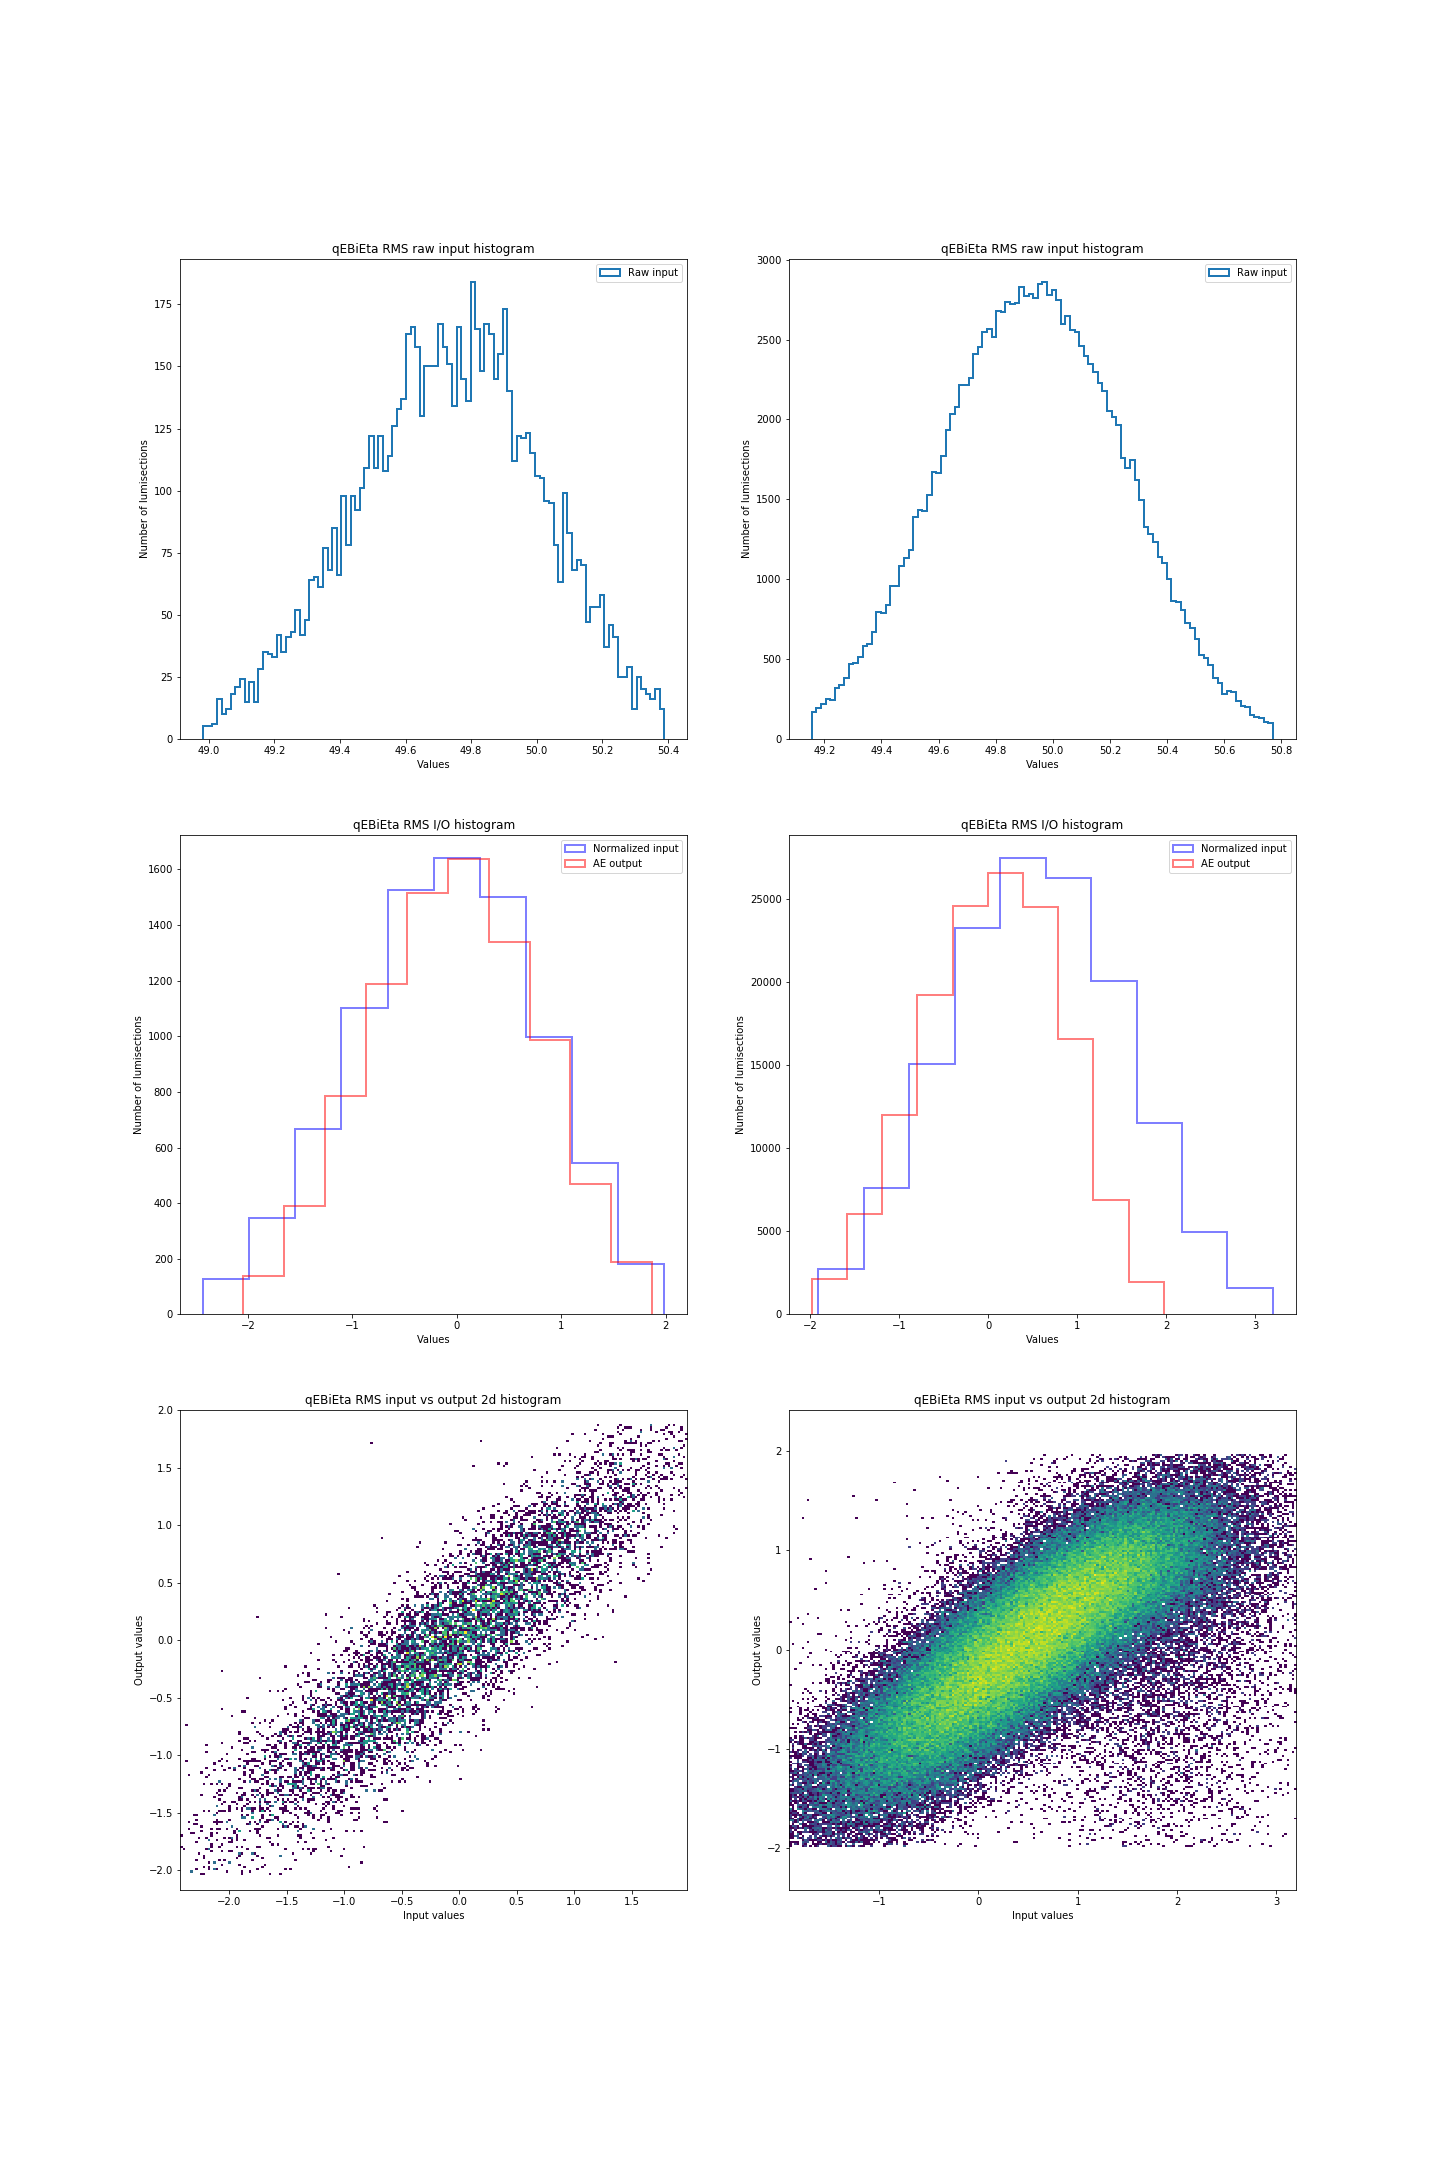 qEBiEta RMS raw input histogram
Raw input
175
150
125
100
75
50
25
0
Number of lumisections
49.0 49.2 49.4 49.6 49.8 50.0 50.2 50.4
Values
qEBiEta RMS raw input histogram
Raw input
3000
2500
2000
1500
1000
500
0
Number of lumisections
49.2 49.4 49.6 49.8 50.0 50.2 50.4 50.6 50.8
Values
qEBiEta RMS I/O histogram
Normalized input
AE output
1600
1400
1200
1000
800
600
400
200
0
Number of lumisections
−2 −1 0 1 2
Values
qEBiEta RMS I/O histogram
Normalized input
AE output
25000
20000
15000
10000
5000
0
Number of lumisections
−2 −1 0 1 2 3
Values
qEBiEta RMS input vs output 2d histogram
2.0
1.5
1.0
0.5
0.0
−0.5
−1.0
−1.5
−2.0
Output values
−2.0 −1.5 −1.0 −0.5 0.0 0.5 1.0 1.5
Input values
qEBiEta RMS input vs output 2d histogram
2
1
0
−1
−2
Output values
−1 0 1 2 3
Input values